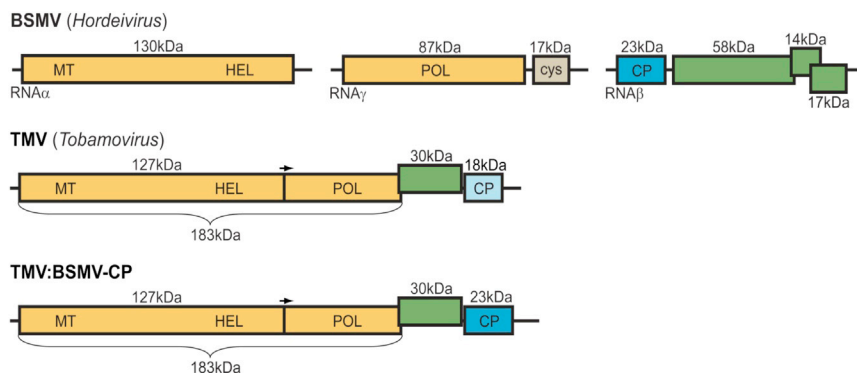 BSMV (Hordeivirus)
130kDa 87kDa 17kDa 23kDa 58kDa 14kDa
MT HEL POL cys CP
RNAα RNAγ RNAβ 17kDa
TMV (Tobamovirus)
127kDa 30kDa 18kDa
MT HEL POL CP
183kDa
TMV:BSMV-CP
127kDa 30kDa 23kDa
MT HEL POL CP
183kDa